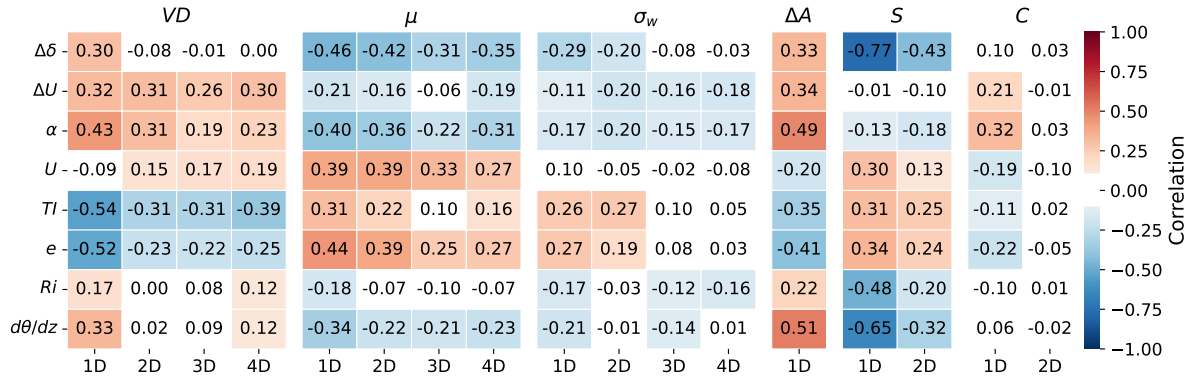 VD μ σw ΔA S C
Δδ 0.30 -0.08 -0.01 0.00 -0.46 -0.42 -0.31 -0.35 -0.29 -0.20 -0.08 -0.03 0.33 -0.77 -0.43 0.10 0.03
ΔU 0.32 0.31 0.26 0.30 -0.21 -0.16 -0.06 -0.19 -0.11 -0.20 -0.16 -0.18 0.34 -0.01 -0.10 0.21 -0.01
α 0.43 0.31 0.19 0.23 -0.40 -0.36 -0.22 -0.31 -0.17 -0.20 -0.15 -0.17 0.49 -0.13 -0.18 0.32 0.03
U -0.09 0.15 0.17 0.19 0.39 0.39 0.33 0.27 0.10 -0.05 -0.02 -0.08 -0.20 0.30 0.13 -0.19 -0.10
TI -0.54 -0.31 -0.31 -0.39 0.31 0.22 0.10 0.16 0.26 0.27 0.10 0.05 -0.35 0.31 0.25 -0.11 0.02
e -0.52 -0.23 -0.22 -0.25 0.44 0.39 0.25 0.27 0.27 0.19 0.08 0.03 -0.41 0.34 0.24 -0.22 -0.05
Ri 0.17 0.00 0.08 0.12 -0.18 -0.07 -0.10 -0.07 -0.17 -0.03 -0.12 -0.16 0.22 -0.48 -0.20 -0.10 0.01
dθ/dz 0.33 0.02 0.09 0.12 -0.34 -0.22 -0.21 -0.23 -0.21 -0.01 -0.14 0.01 0.51 -0.65 -0.32 0.06 -0.02
1D 2D 3D 4D 1D 2D 3D 4D 1D 2D 3D 4D 1D 1D 2D 1D 2D
1.00
0.75
0.50
0.25
0.00
−0.25
−0.50
−0.75
−1.00
Correlation